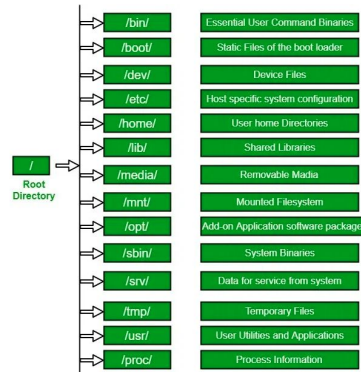 /bin/ Essential User Command Binaries
/boot/ Static Files of the boot loader
/dev/ Device Files
/etc/ Host specific system configuration
/home/ User home Directories
/lib/ Shared Libraries
/ /media/ Removable Madia
Root
Directory
/mnt/ Mounted Filesystem
/opt/ Add-on Application software package
/sbin/ System Binaries
/srv/ Data for service from system
/tmp/ Temporary Files
/usr/ User Utilities and Applications
/proc/ Process Information